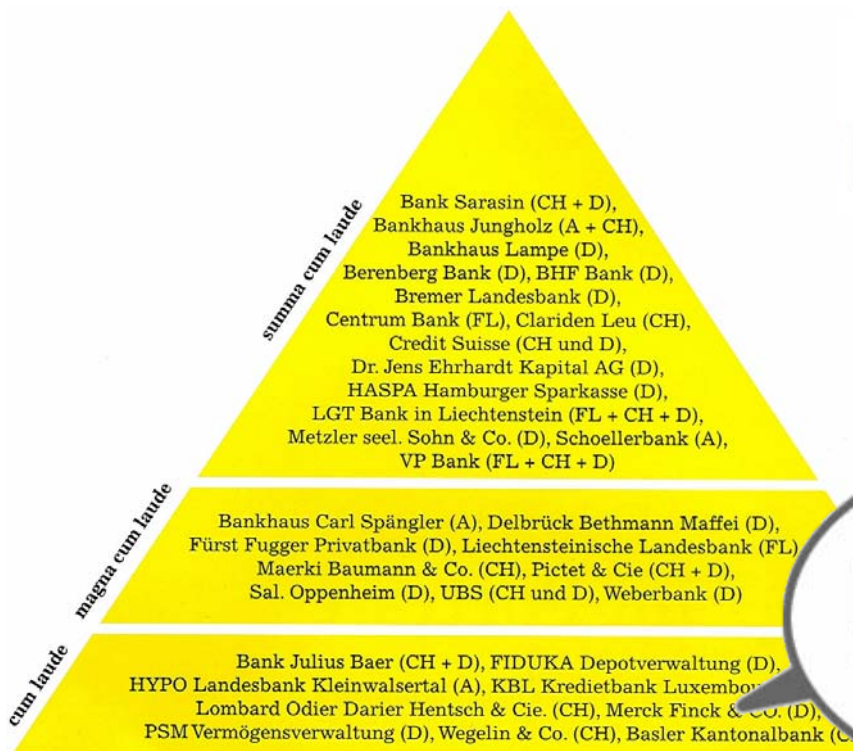 summa cum laude
Bank Sarasin (CH + D),
Bankhaus Jungholz (A + CH),
Bankhaus Lampe (D),
Berenberg Bank (D), BHF Bank (D),
Bremer Landesbank (D),
Centrum Bank (FL), Clariden Leu (CH),
Credit Suisse (CH und D),
Dr. Jens Ehrhardt Kapital AG (D),
HASPA Hamburger Sparkasse (D),
LGT Bank in Liechtenstein (FL + CH + D),
Metzler seel. Sohn & Co. (D), Schoellerbank (A),
VP Bank (FL + CH + D)
magna cum laude
Bankhaus Carl Spängler (A), Delbrück Bethmann Maffei (D),
Fürst Fugger Privatbank (D), Liechtensteinische Landesbank (FL)
Maerki Baumann & Co. (CH), Pictet & Cie (CH + D),
Sal. Oppenheim (D), UBS (CH und D), Weberbank (D)
cum laude
Bank Julius Baer (CH + D), FIDUKA Depotverwaltung (D),
HYPO Landesbank Kleinwalsertal (A), KBL Kredietbank
Lombard Odier Darier Hentsch & Cie. (CH), Merck Finck & CO. (D),
PSM Vermögensverwaltung (D), Wegelin & Co. (CH), Basler Kantonalbank